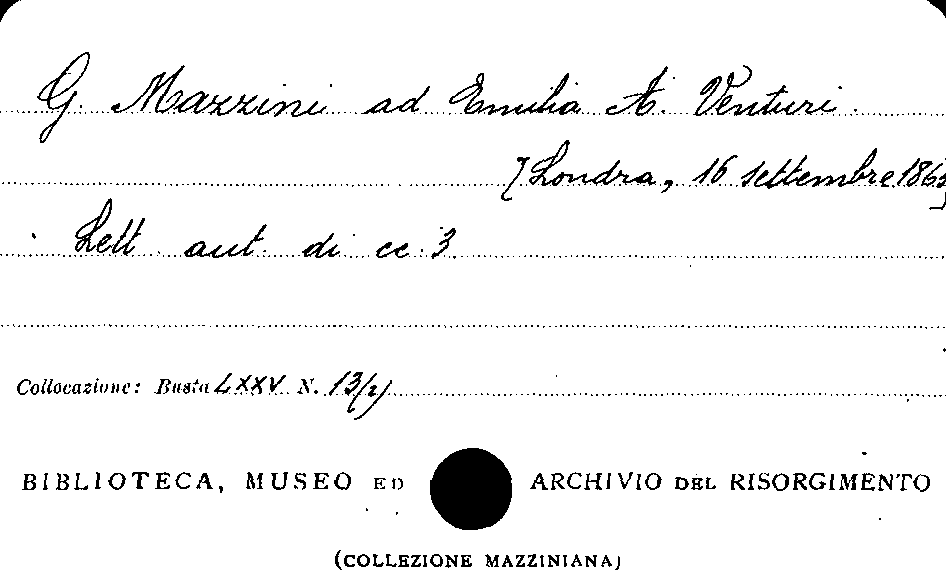 G. Mazzini ad Emilia A. Venturi.
[Londra, 16 settembre 1865]
Lett aut. di cc. 3.
Collocazione: Busta LXXV N. 13/2)
BIBLIOTECA, MUSEO ED ARCHIVIO DEL RISORGIMENTO
(COLLEZIONE MAZZINIANA)